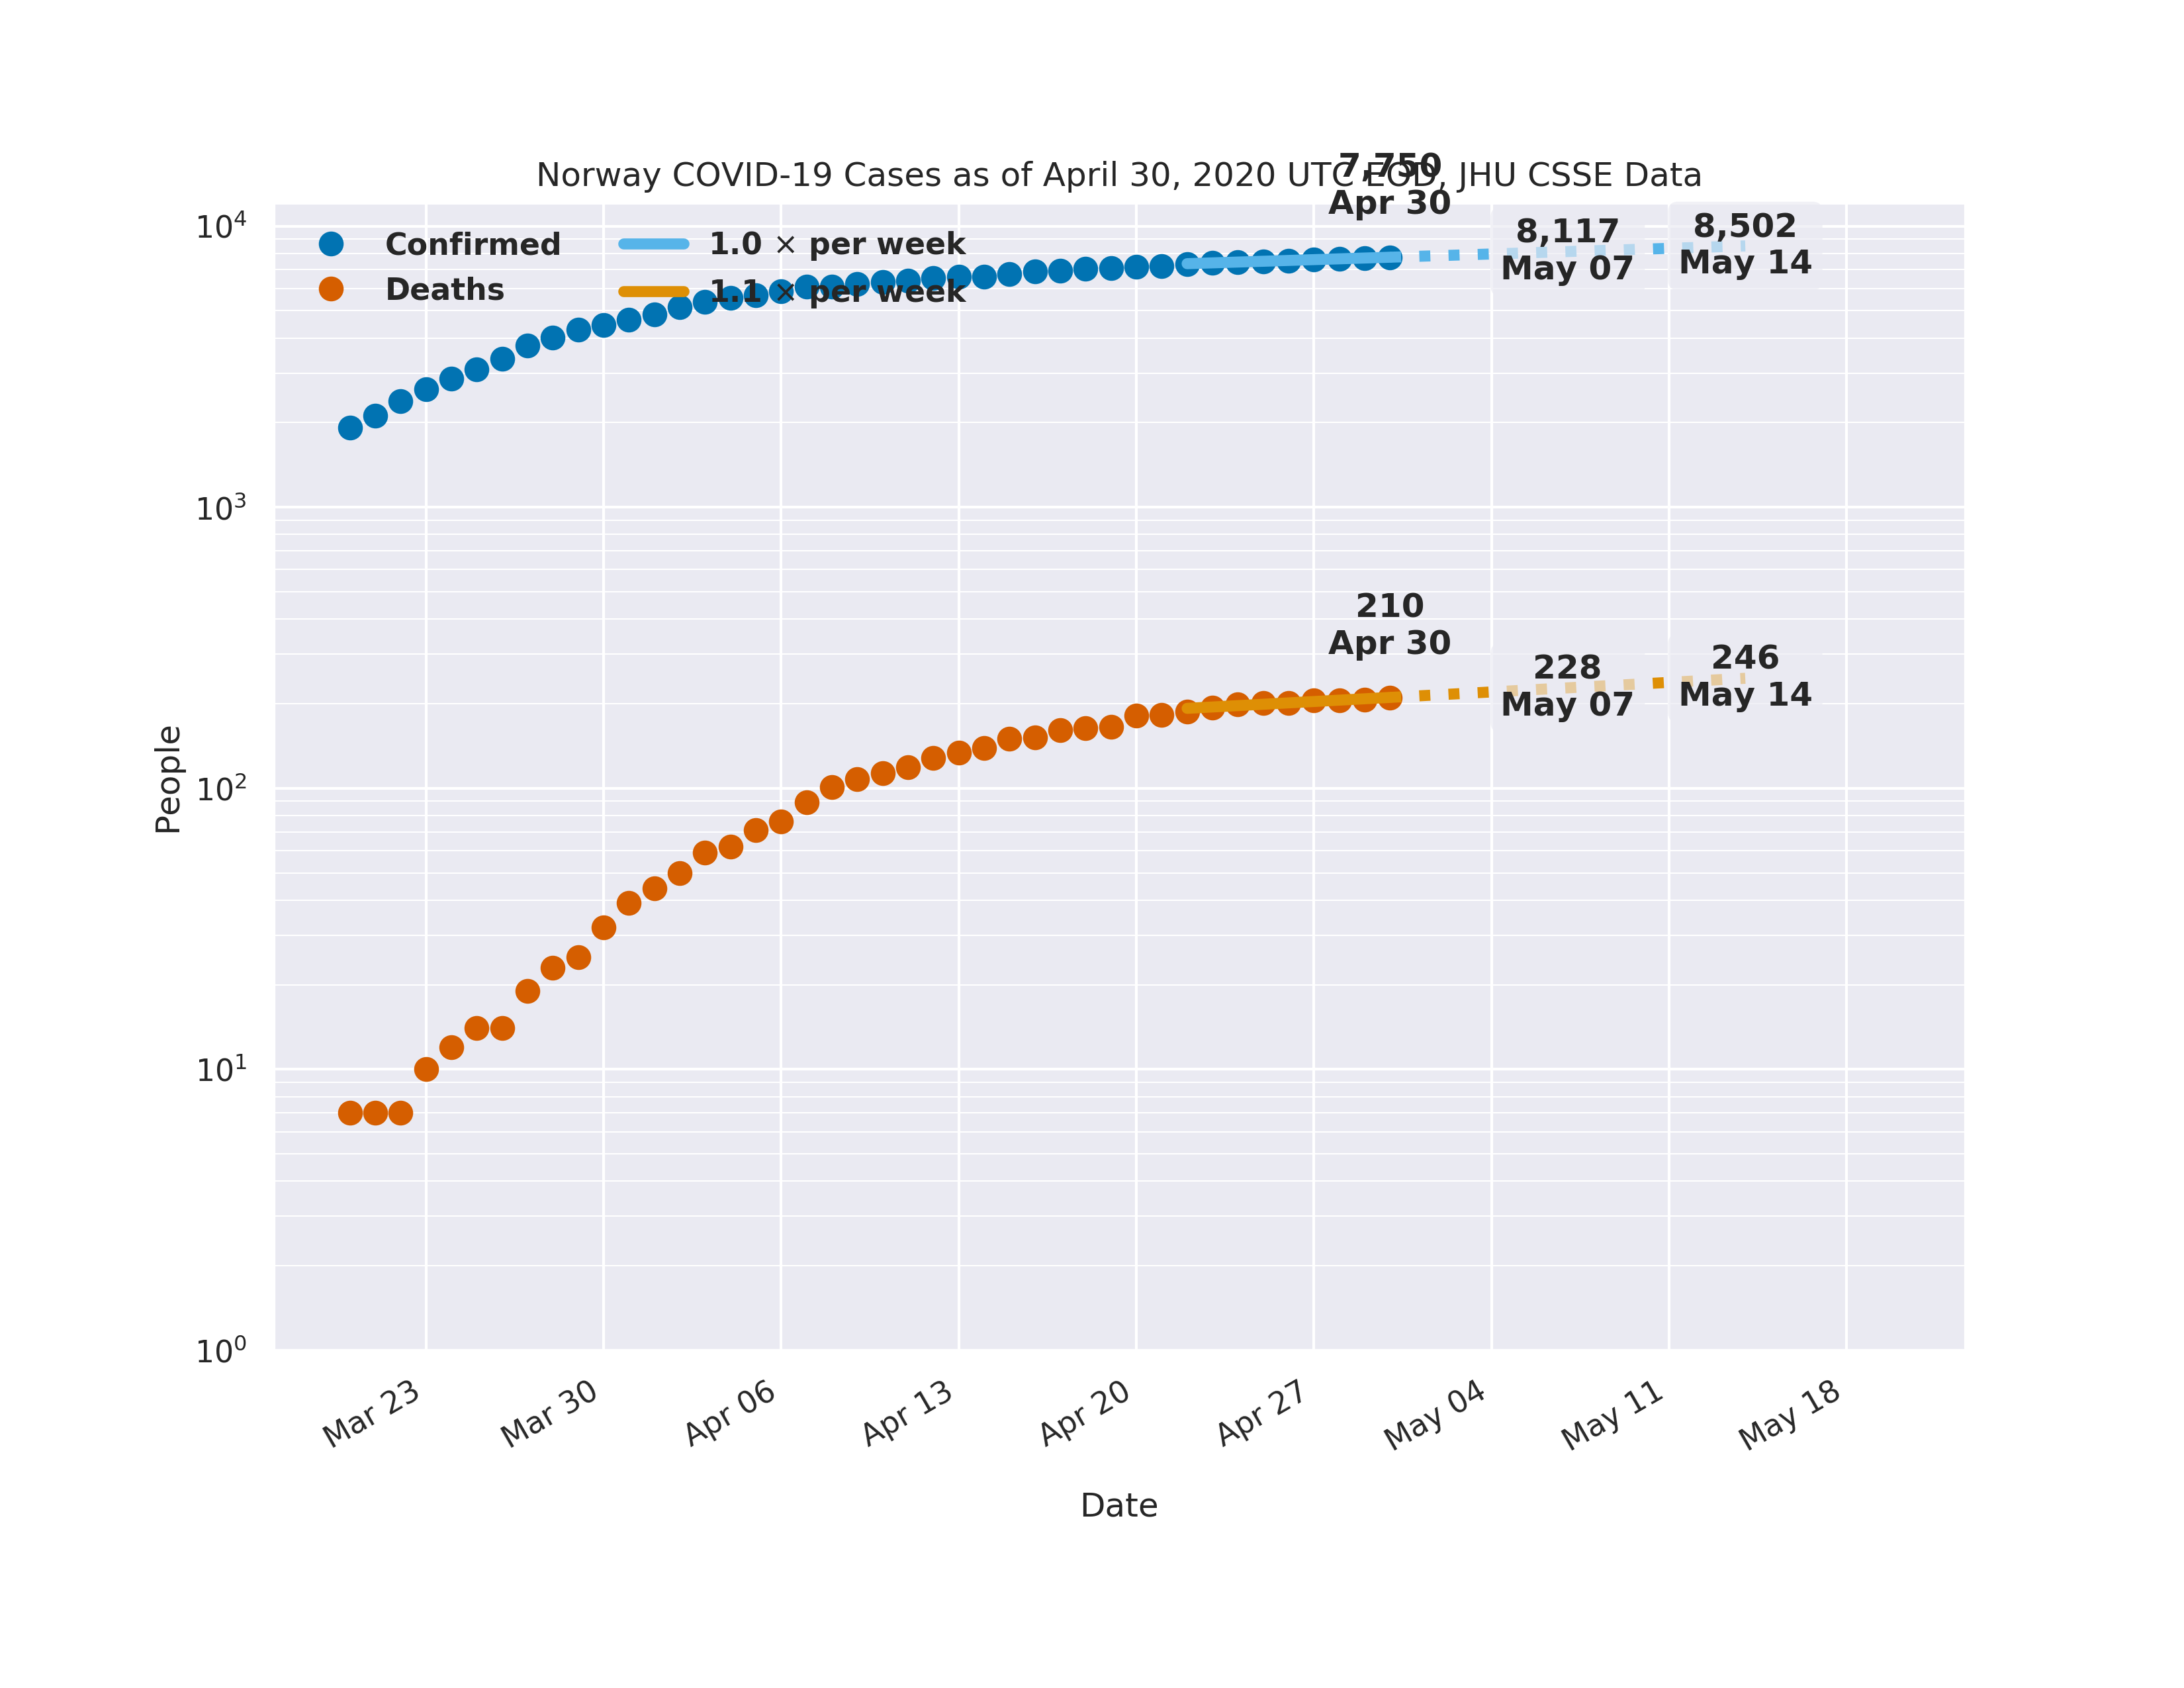 Norway COVID-19 Cases as of April 30, 2020 UTC EOD, JHU CSSE Data
7,750
Apr 30
8,117
May 07
8,502
May 14
Confirmed
Deaths
1.0 × per week
1.1 × per week
210
Apr 30
228
May 07
246
May 14
People
10⁴
10³
10²
10¹
10⁰
Mar 23
Mar 30
Apr 06
Apr 13
Apr 20
Apr 27
May 04
May 11
May 18
Date